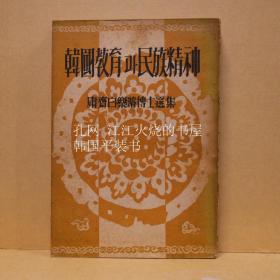 韓國教育과民族精神
庸齋白樂濬博士選集
孔网 江江火烧的书屋
韩国平装书